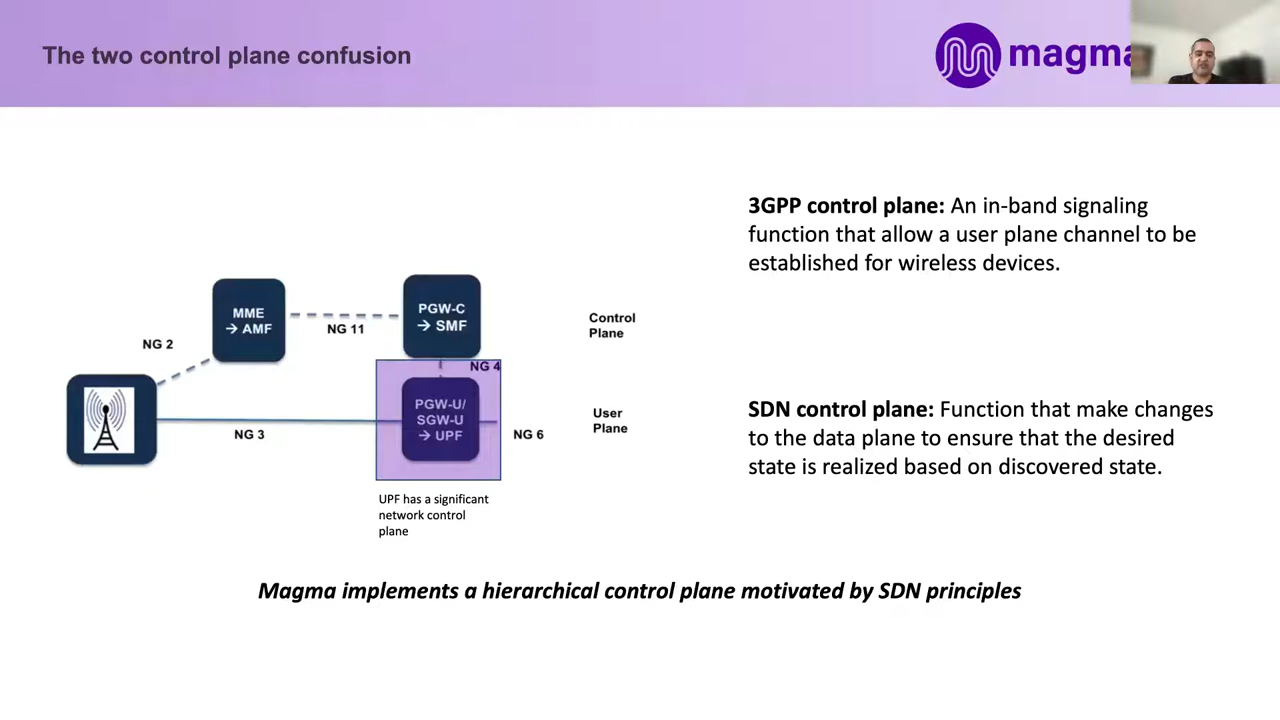 The two control plane confusion
magma
3GPP control plane: An in-band signaling
function that allow a user plane channel to be
established for wireless devices.
MME
→ AMF
NG 11
PGW-C
→ SMF
Control
Plane
NG 2
NG 4
PGW-U/
SGW-U
→ UPF
NG 3
NG 6
User
Plane
SDN control plane: Function that make changes
to the data plane to ensure that the desired
state is realized based on discovered state.
UPF has a significant
network control
plane
Magma implements a hierarchical control plane motivated by SDN principles